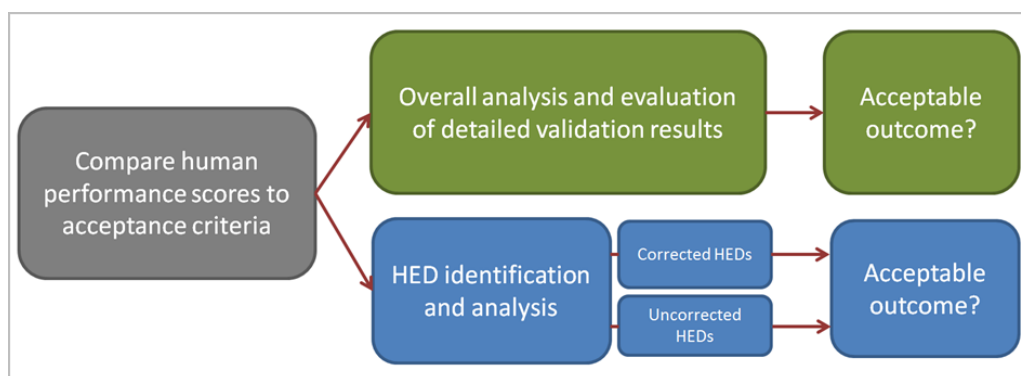 Compare human
performance scores to
acceptance criteria
Overall analysis and evaluation
of detailed validation results
Acceptable
outcome?
HED identification
and analysis
Corrected HEDs
Uncorrected
HEDs
Acceptable
outcome?